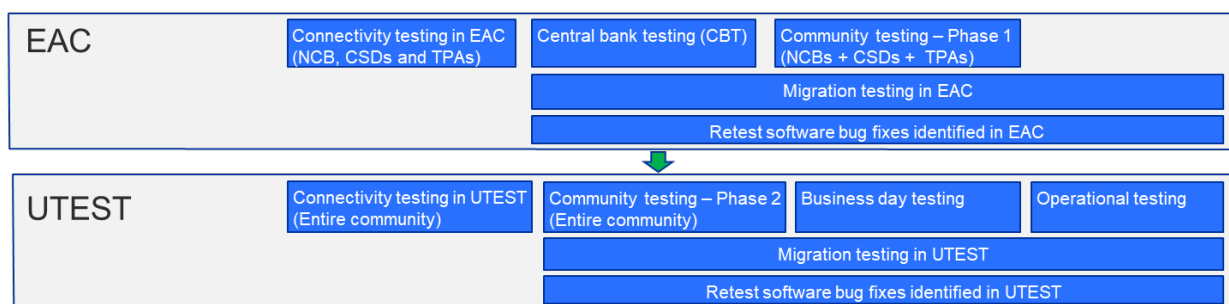 EAC
Connectivity testing in EAC
(NCB, CSDs and TPAs)
Central bank testing (CBT)
Community testing – Phase 1
(NCBs + CSDs + TPAs)
Migration testing in EAC
Retest software bug fixes identified in EAC
UTEST
Connectivity testing in UTEST
(Entire community)
Community testing – Phase 2
(Entire community)
Business day testing
Operational testing
Migration testing in UTEST
Retest software bug fixes identified in UTEST